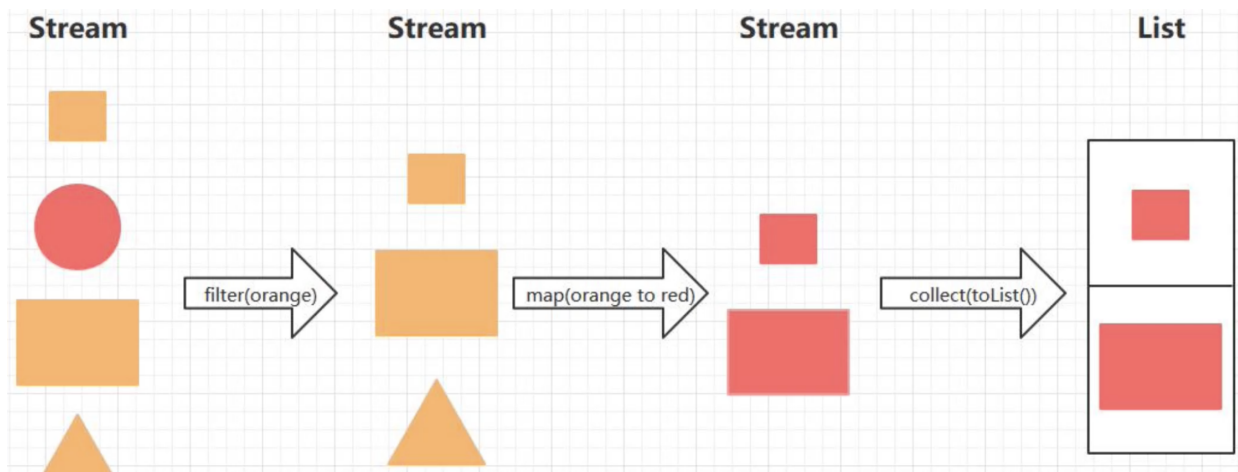 Stream
Stream
Stream
List
filter(orange)
map(orange to red)
collect(toList())